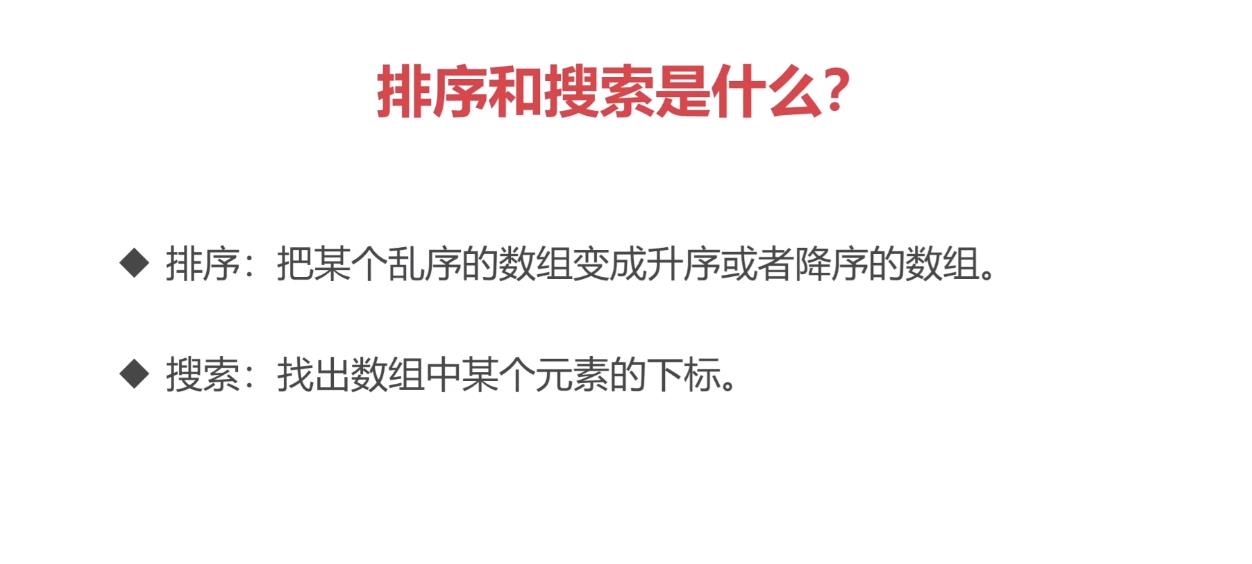 排序和搜索是什么？
◆ 排序：把某个乱序的数组变成升序或者降序的数组。
◆ 搜索：找出数组中某个元素的下标。